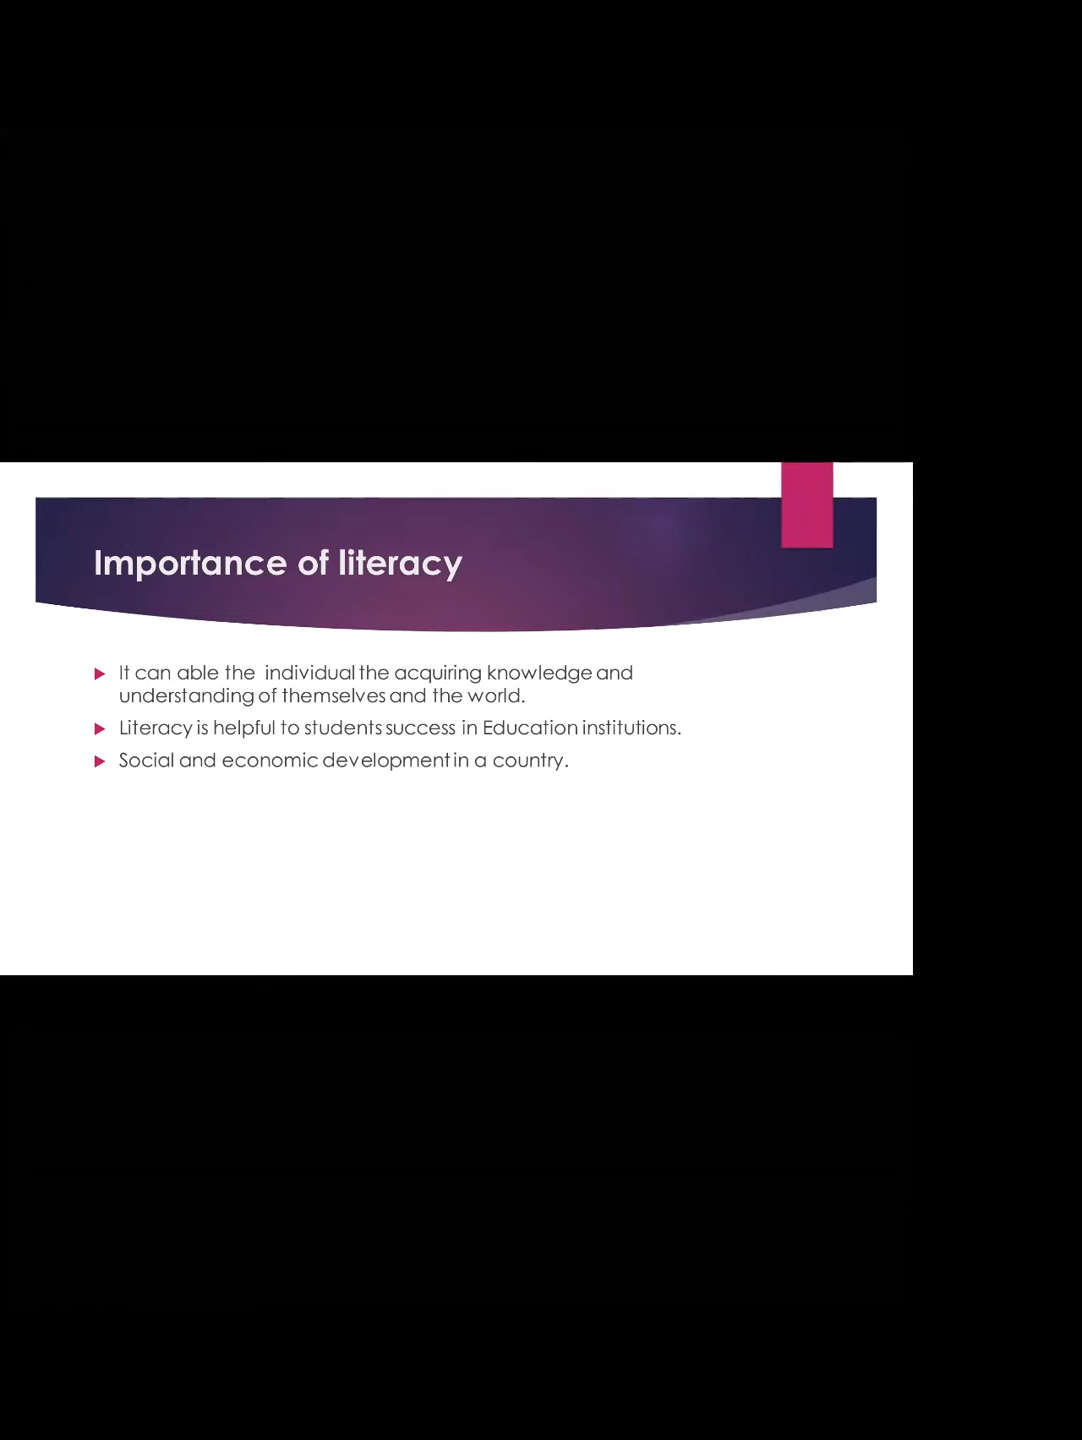 Importance of literacy
It can able the individual the acquiring knowledge and
understanding of themselves and the world.
Literacy is helpful to students success in Education institutions.
Social and economic development in a country.